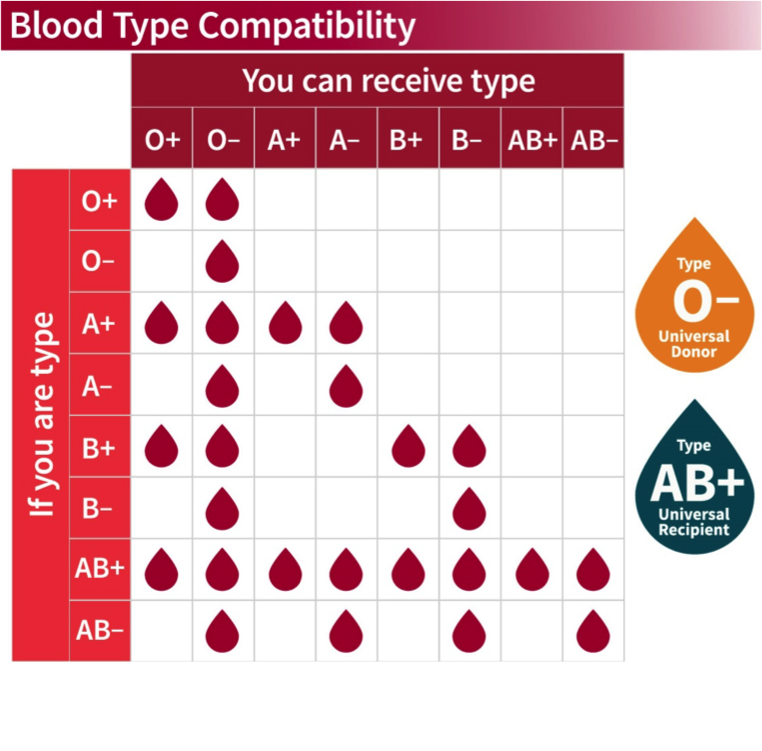 Blood Type Compatibility
You can receive type
O+ O– A+ A– B+ B– AB+ AB–
If you are type
O+
O–
A+
A–
B+
B–
AB+
AB–
Type
O–
Universal
Donor
Type
AB+
Universal
Recipient